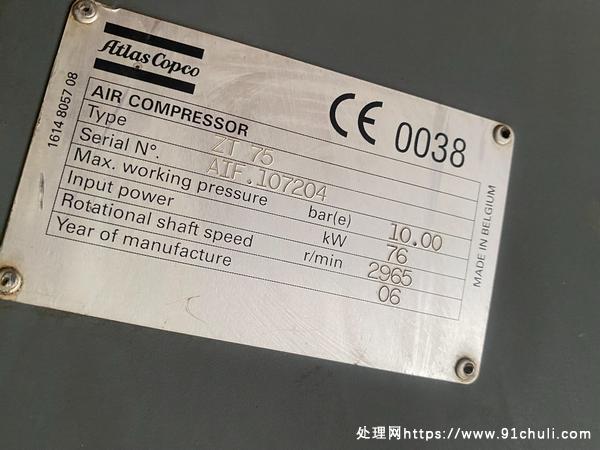 Atlas Copco
CE 0038
AIR COMPRESSOR
Type ZT 75
Serial N°. AIF.107204
Max. working pressure bar(e) 10.00
Input power kW 76
Rotational shaft speed r/min 2965
Year of manufacture 06
1614 8057 08
MADE IN BELGIUM
处理网https://www.91chuli.com/